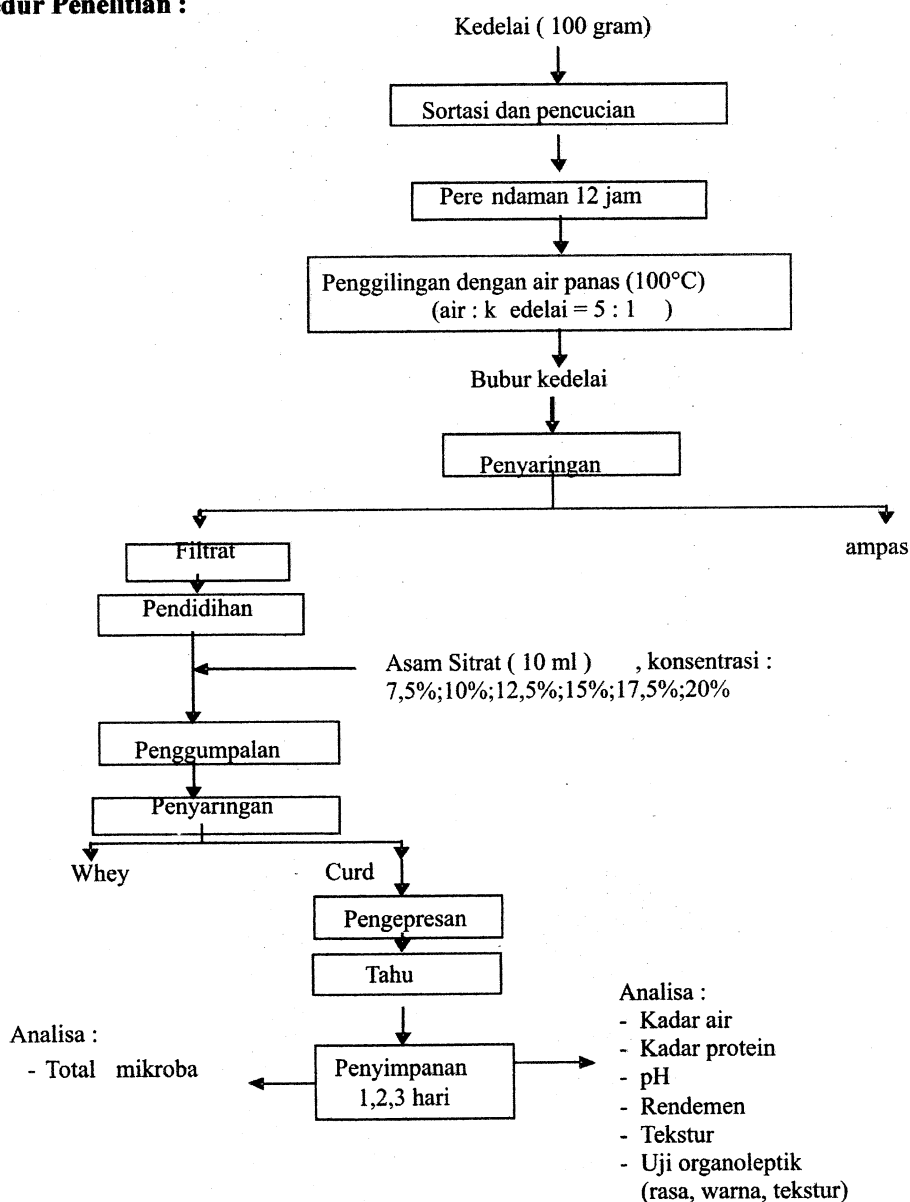 edur Penelitian :
Kedelai ( 100 gram)
Sortasi dan pencucian
Pere ndaman 12 jam
Penggilingan dengan air panas (100°C)
(air : k edelai = 5 : 1 )
Bubur kedelai
Penyaringan
Filtrat
ampas
Pendidihan
Asam Sitrat ( 10 ml ) , konsentrasi :
7,5%;10%;12,5%;15%;17,5%;20%
Penggumpalan
Penyaringan
Whey
Curd
Pengepresan
Tahu
Analisa :
- Total mikroba
Penyimpanan
1,2,3 hari
Analisa :
- Kadar air
- Kadar protein
- pH
- Rendemen
- Tekstur
- Uji organoleptik
(rasa, warna, tekstur)